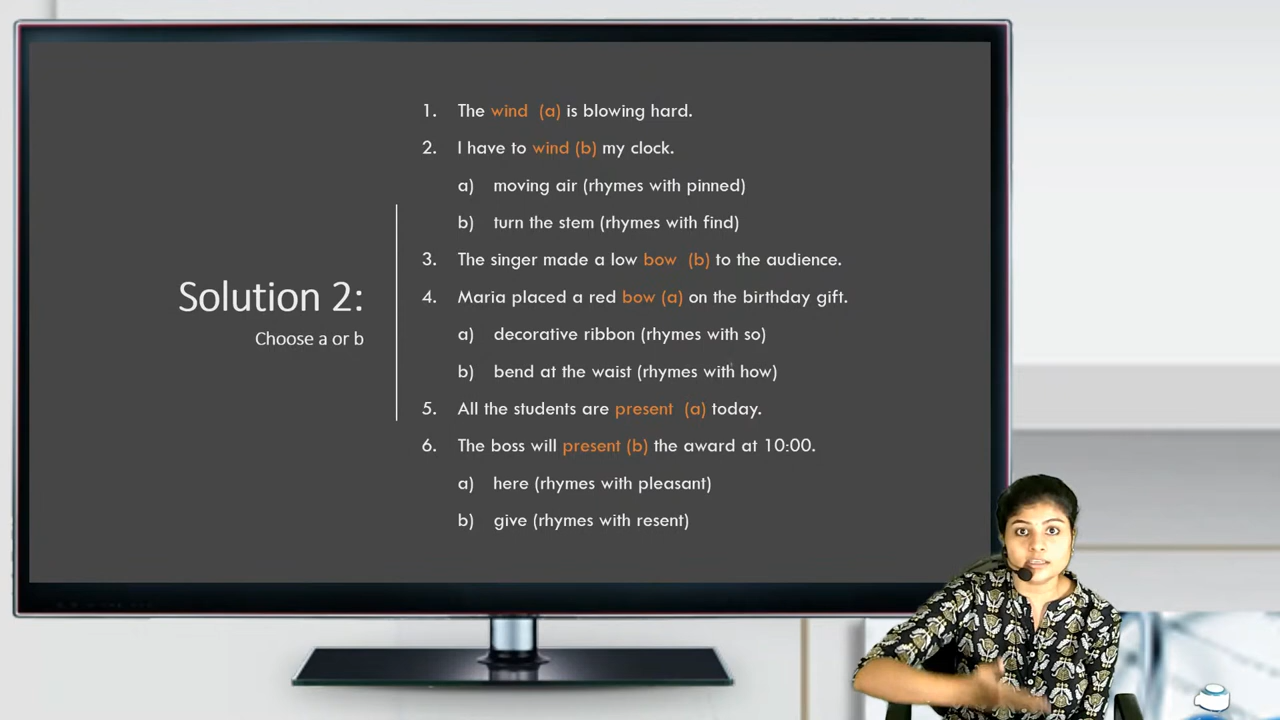 Solution 2:
Choose a or b
1. The wind (a) is blowing hard.
2. I have to wind (b) my clock.
a) moving air (rhymes with pinned)
b) turn the stem (rhymes with find)
3. The singer made a low bow (b) to the audience.
4. Maria placed a red bow (a) on the birthday gift.
a) decorative ribbon (rhymes with so)
b) bend at the waist (rhymes with how)
5. All the students are present (a) today.
6. The boss will present (b) the award at 10:00.
a) here (rhymes with pleasant)
b) give (rhymes with resent)